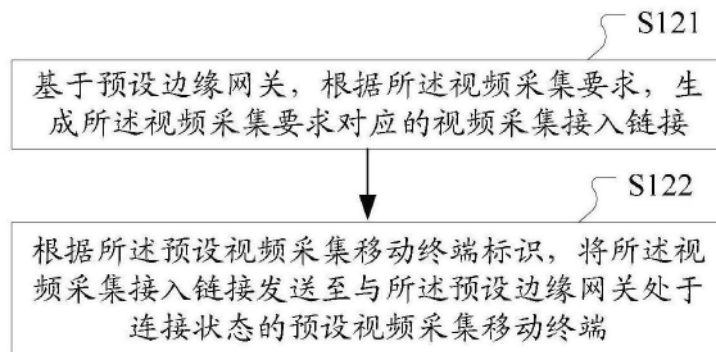 S121
基于预设边缘网关，根据所述视频采集要求，生
成所述视频采集要求对应的视频采集接入链接
S122
根据所述预设视频采集移动终端标识，将所述视
频采集接入链接发送至与所述预设边缘网关处于
连接状态的预设视频采集移动终端